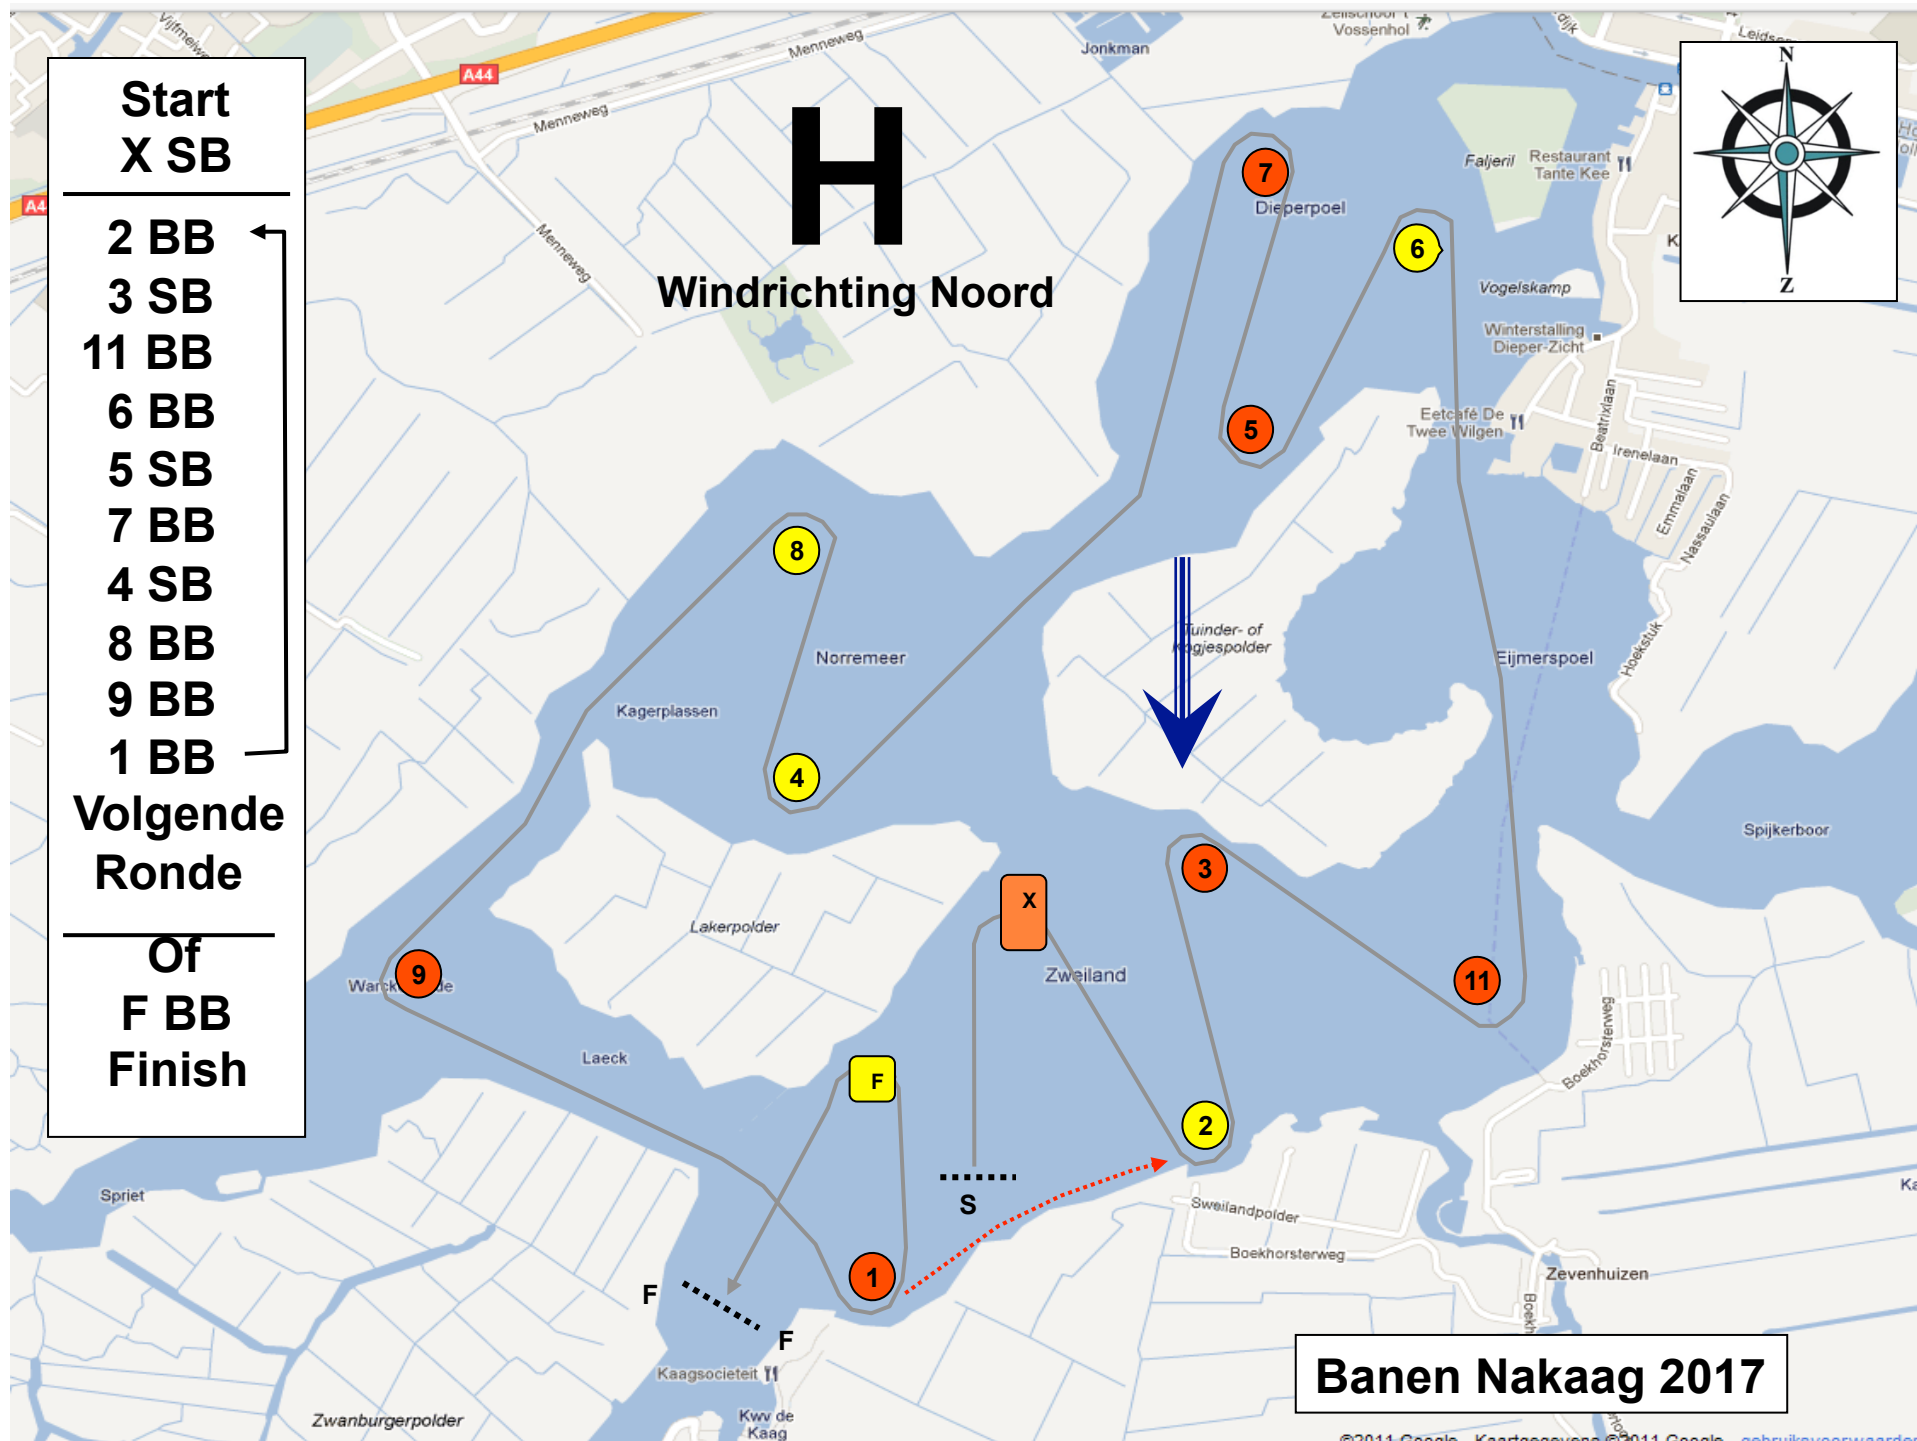 Start
X SB
2 BB
3 SB
11 BB
6 BB
5 SB
7 BB
4 SB
8 BB
9 BB
1 BB
Volgende
Ronde
Of
F BB
Finish
H
Windrichting Noord
N
Z
A44
Menneweg
Menneweg
Menneweg
Jonkman
Vossenhol
7
Dieperpoel
6
Faljeril
Restaurant
Tante Kee
Vogelskamp
Winterstalling
Dieper-Zicht
5
Eetcafé De
Twee Wilgen
Beatrixlaan
Irenelaan
Emmalaan
Nassaulaan
Hoekstuk
8
Norremeer
Kagerplassen
4
Tuinder- of
Kogjespolder
Eijmerspoel
Spijkerboor
3
X
Lakerpolder
Zweiland
9
11
Laeck
Boekhorsterweg
F
2
S
Spriet
Sweilandpolder
Boekhorsterweg
Zevenhuizen
1
F
F
Kaagsocieteit
Kwv de
Kaag
Zwanburgerpolder
Banen Nakaag 2017